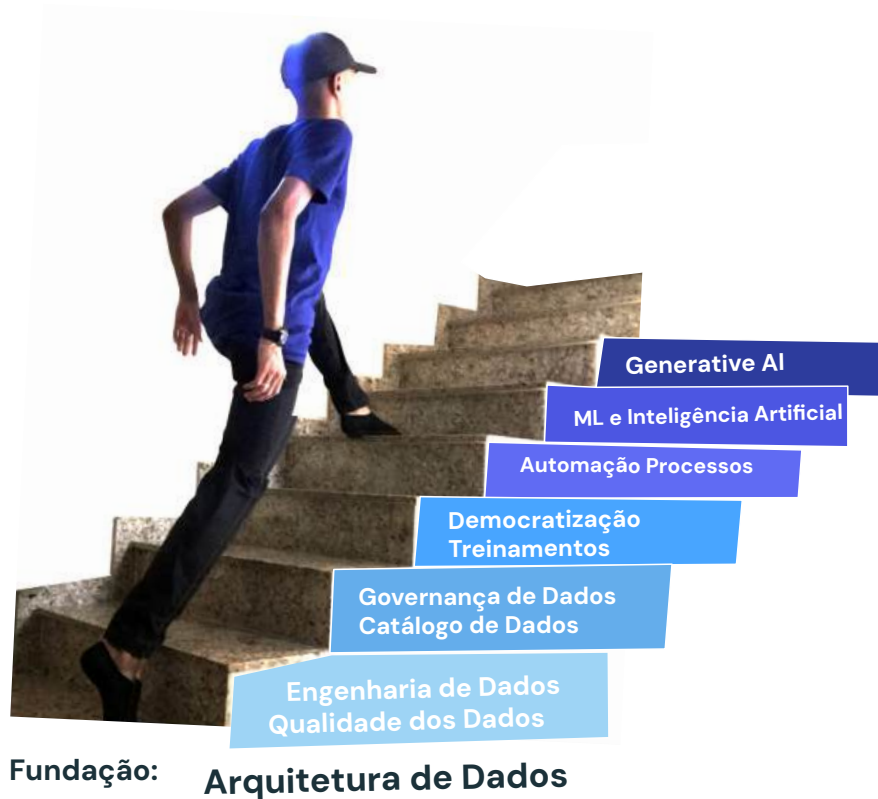 Generative AI
ML e Inteligência Artificial
Automação Processos
Democratização
Treinamentos
Governança de Dados
Catálogo de Dados
Engenharia de Dados
Qualidade dos Dados
Fundação:
Arquitetura de Dados